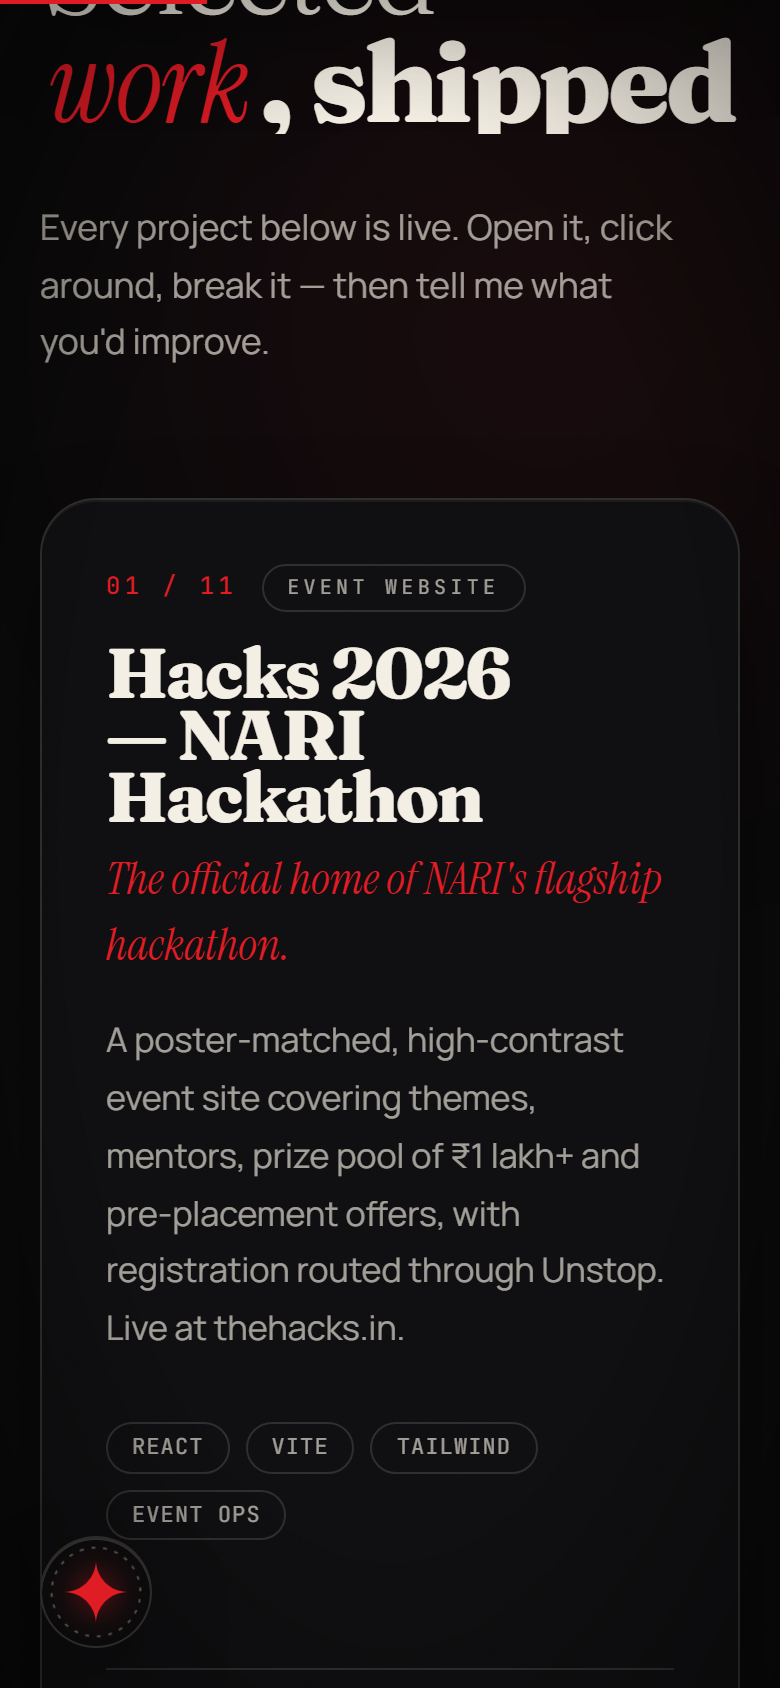 Selected
work, shipped
Every project below is live. Open it, click
around, break it — then tell me what
you'd improve.
01 / 11 EVENT WEBSITE
Hacks 2026
— NARI
Hackathon
The official home of NARI's flagship
hackathon.
A poster-matched, high-contrast
event site covering themes,
mentors, prize pool of ₹1 lakh+ and
pre-placement offers, with
registration routed through Unstop.
Live at thehacks.in.
REACT VITE TAILWIND
EVENT OPS